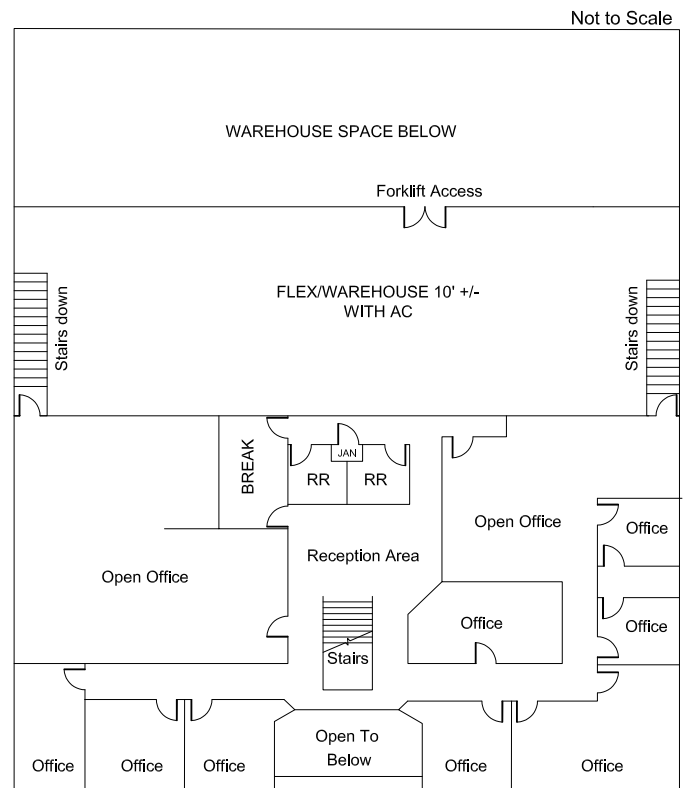 Not to Scale
WAREHOUSE SPACE BELOW
Forklift Access
FLEX/WAREHOUSE 10' +/-
WITH AC
Stairs down
Stairs down
BREAK
JAN
RR
RR
Open Office
Office
Reception Area
Open Office
Office
Office
Stairs
Open To
Below
Office
Office
Office
Office
Office